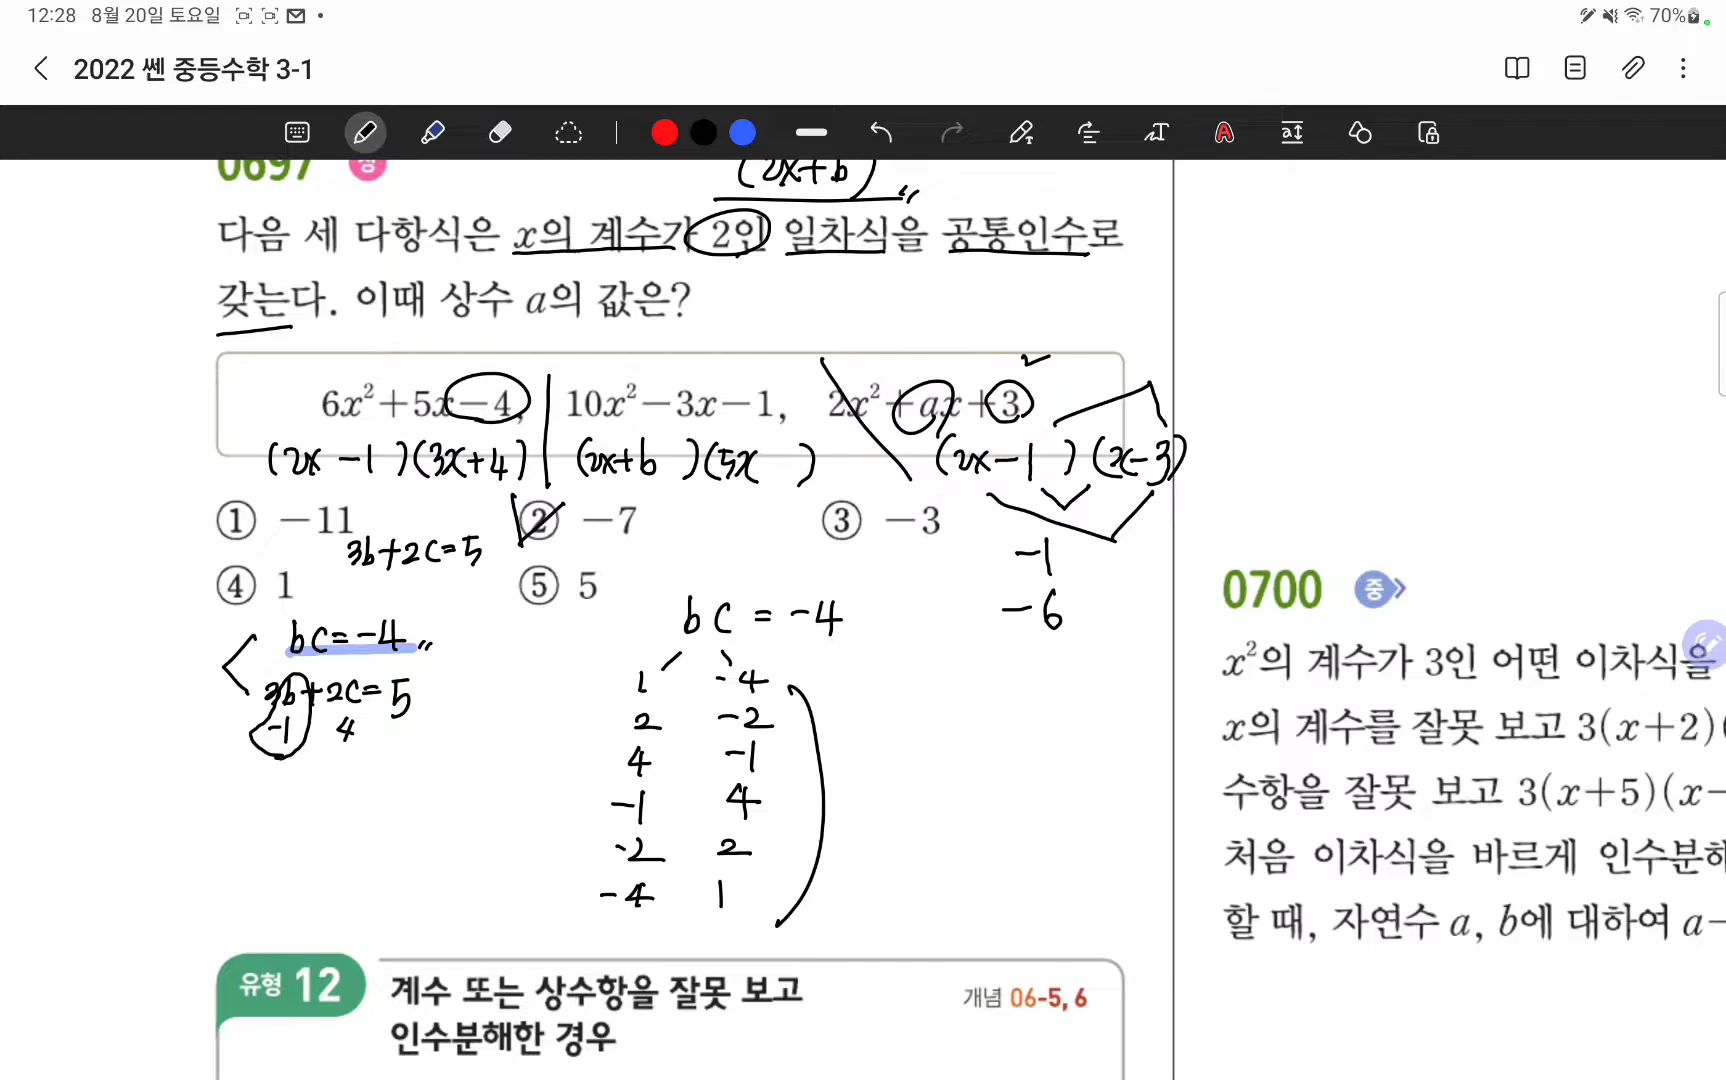 12:28 8월 20일 토요일 70%
2022 쎈 중등수학 3-1
0697 상
(2x+b)
다음 세 다항식은 x의 계수가 2인 일차식을 공통인수로
갖는다. 이때 상수 a의 값은?
6x²+5x-4, 10x²-3x-1, 2x²+ax+3
(2x -1)(3x+4) (2x+b )(5x ) (2x-1)(x-3)
① -11 ② -7 ③ -3
3b+2c=5
-1
④ 1 ⑤ 5
-6
bc=-4
3b+2c=5
-1 4
bc = -4
1 -4
2 -2
4 -1
-1 4
-2 2
-4 1
유형 12 계수 또는 상수항을 잘못 보고
인수분해한 경우
개념 06-5, 6
0700 중
x²의 계수가 3인 어떤 이차식을
x의 계수를 잘못 보고 3(x+2)(
수항을 잘못 보고 3(x+5)(x-
처음 이차식을 바르게 인수분해
할 때, 자연수 a, b에 대하여 a-